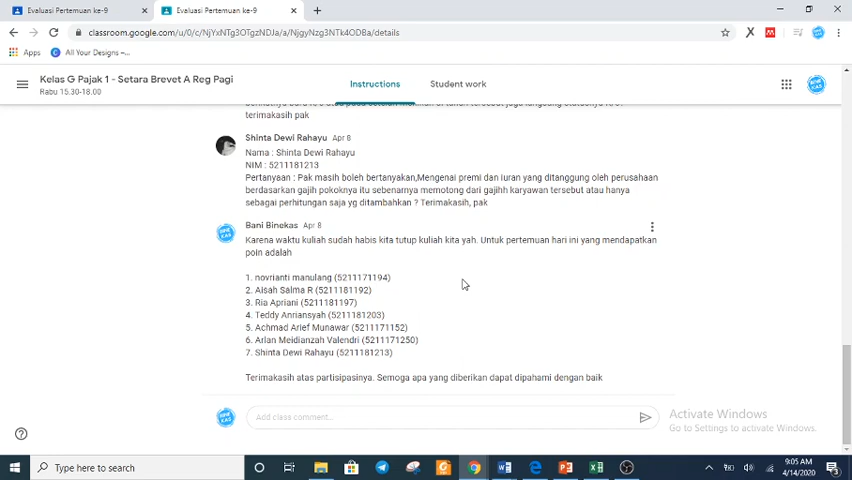 Evaluasi Pertemuan ke-9
Evaluasi Pertemuan ke-9
classroom.google.com/u/0/c/NjYxNTg3OTgzNDJa/a/NjgyNzg3NTk4ODBa/details
Apps
All Your Designs –...
Kelas G Pajak 1 - Setara Brevet A Reg Pagi
Rabu 15.30-18.00
Instructions
Student work
terimakasih pak
Shinta Dewi Rahayu Apr 8
Nama : Shinta Dewi Rahayu
NIM : 5211181213
Pertanyaan : Pak masih boleh bertanyakan,Mengenai premi dan iuran yang ditanggung oleh perusahaan
berdasarkan gajih pokoknya itu sebenarnya memotong dari gajihh karyawan tersebut atau hanya
sebagai perhitungan saja yg ditambahkan ? Terimakasih, pak
Bani Binekas Apr 8
Karena waktu kuliah sudah habis kita tutup kuliah kita yah. Untuk pertemuan hari ini yang mendapatkan
poin adalah
1. novrianti manulang (5211171194)
2. Aisah Salma R (5211181192)
3. Ria Apriani (5211181197)
4. Teddy Anriansyah (5211181203)
5. Achmad Arief Munawar (5211171152)
6. Arlan Meidianzah Valendri (5211171250)
7. Shinta Dewi Rahayu (5211181213)
Terimakasih atas partisipasinya. Semoga apa yang diberikan dapat dipahami dengan baik
Add class comment...
Activate Windows
Go to Settings to activate Windows.
Type here to search
9:05 AM
4/14/2020
3